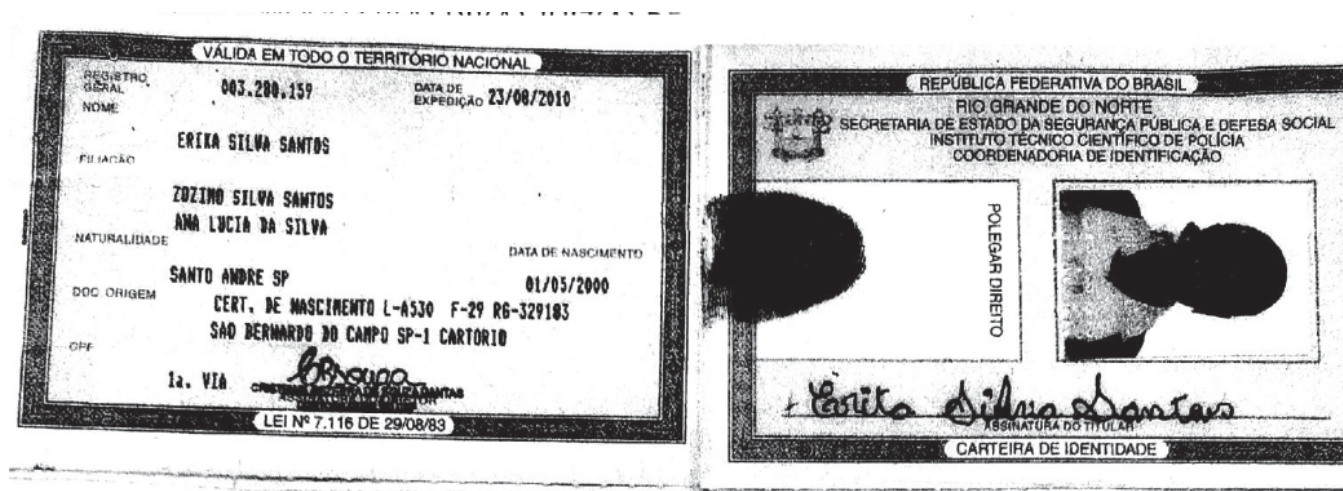 VÁLIDA EM TODO O TERRITÓRIO NACIONAL
REGISTRO GERAL 003.280.159 DATA DE EXPEDIÇÃO 23/08/2010
NOME
ERIKA SILVA SANTOS
FILIAÇÃO
ZOZIMO SILVA SANTOS
ANA LUCIA DA SILVA
NATURALIDADE DATA DE NASCIMENTO
SANTO ANDRE SP 01/05/2000
DOC. ORIGEM
CERT. DE NASCIMENTO L-A530 F-29 RG-329183
SAO BERNARDO DO CAMPO SP-1 CARTORIO
CPF
1a. VIA
LEI Nº 7.116 DE 29/08/83
REPÚBLICA FEDERATIVA DO BRASIL
RIO GRANDE DO NORTE
SECRETARIA DE ESTADO DA SEGURANÇA PÚBLICA E DEFESA SOCIAL
INSTITUTO TÉCNICO CIENTÍFICO DE POLÍCIA
COORDENADORIA DE IDENTIFICAÇÃO
POLEGAR DIREITO
Silva Santos
ASSINATURA DO TITULAR
CARTEIRA DE IDENTIDADE